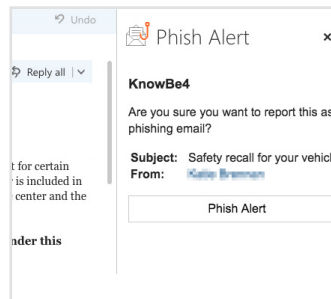 Undo
Phish Alert
Reply all
KnowBe4
Are you sure you want to report this as
phishing email?
t for certain
is included in
center and the
Subject: Safety recall for your vehicl
From:
Phish Alert
nder this